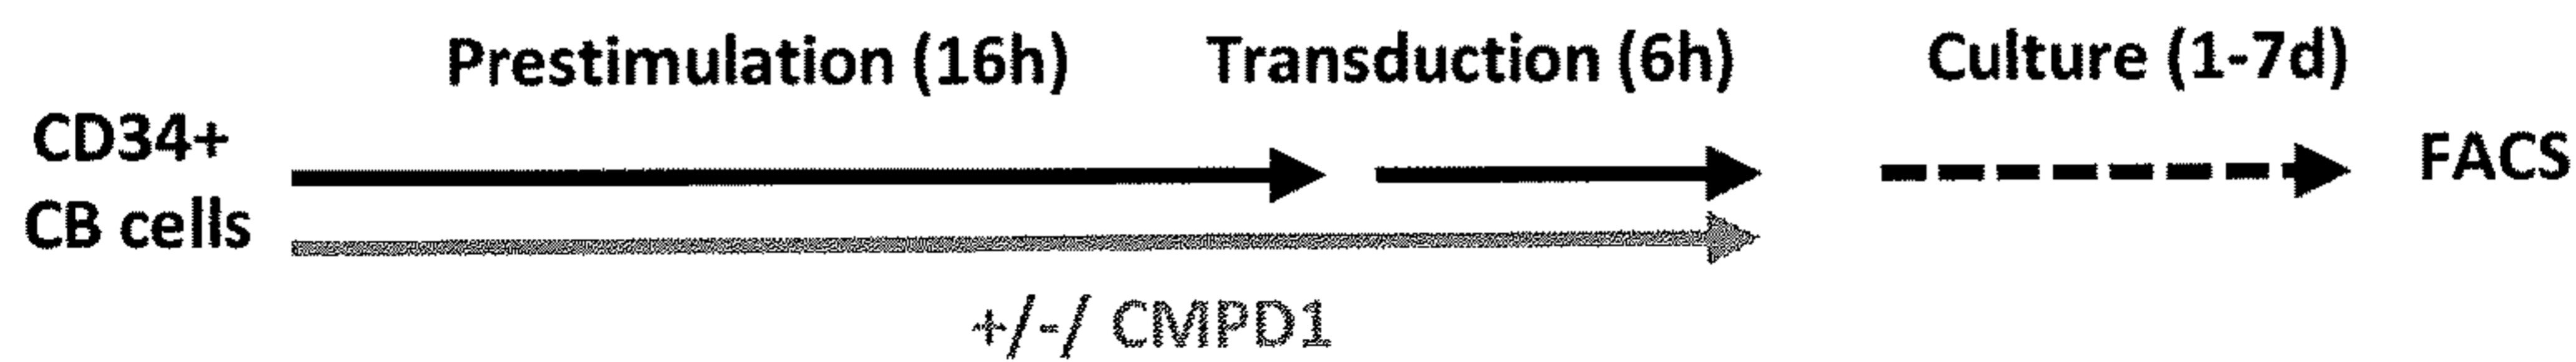 Prestimulation (16h) Transduction (6h) Culture (1-7d)
CD34+
CB cells
FACS
+/-/ CMPD1